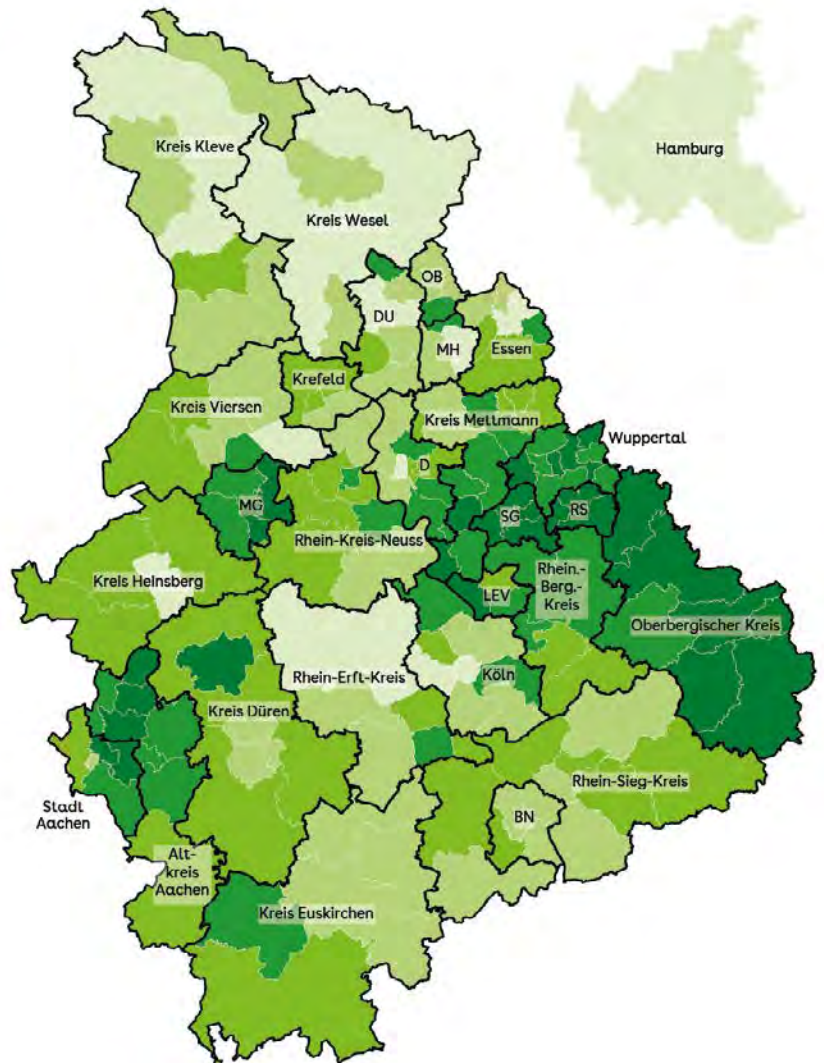 Hamburg
Kreis Kleve
Kreis Wesel
OB
DU
MH
Essen
Krefeld
Kreis Viersen
Kreis Mettmann
Wuppertal
D
MG
SG
RS
Rhein-Kreis-Neuss
Rhein.-
Berg.-
Kreis
Kreis Heinsberg
LEV
Oberbergischer Kreis
Rhein-Erft-Kreis
Köln
Kreis Düren
Rhein-Sieg-Kreis
Stadt
Aachen
BN
Alt-
kreis
Aachen
Kreis Euskirchen